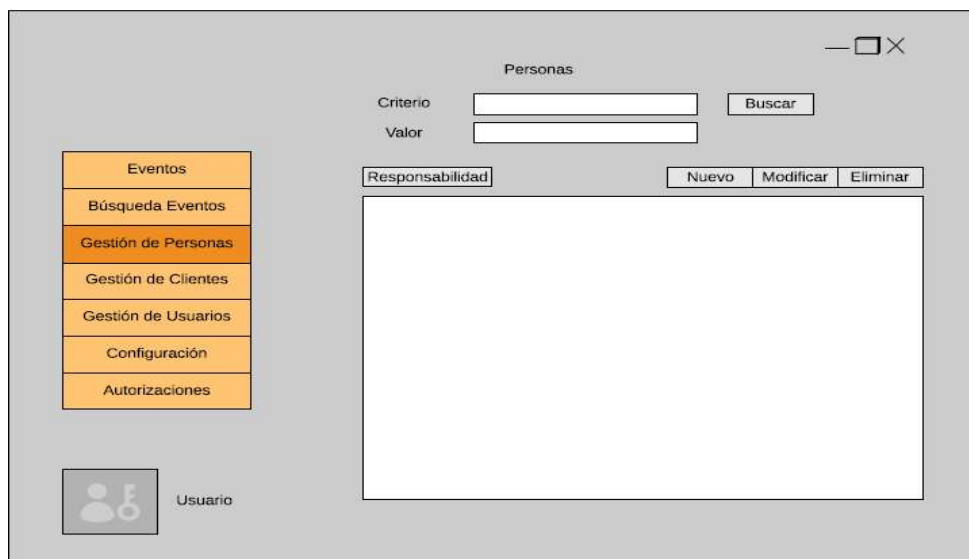 Personas
Criterio
Buscar
Valor
Eventos
Búsqueda Eventos
Gestión de Personas
Gestión de Clientes
Gestión de Usuarios
Configuración
Autorizaciones
Responsabilidad
Nuevo Modificar Eliminar
Usuario